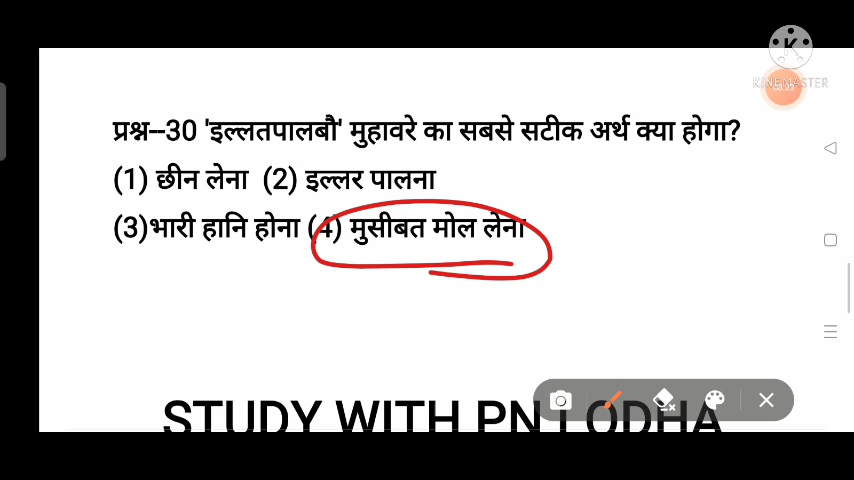 K
KINEMASTER
प्रश्न--30 'इल्लतपालबौ' मुहावरे का सबसे सटीक अर्थ क्या होगा?
(1) छीन लेना (2) इल्लर पालना
(3)भारी हानि होना (4) मुसीबत मोल लेना
STUDY WITH PN LODHA